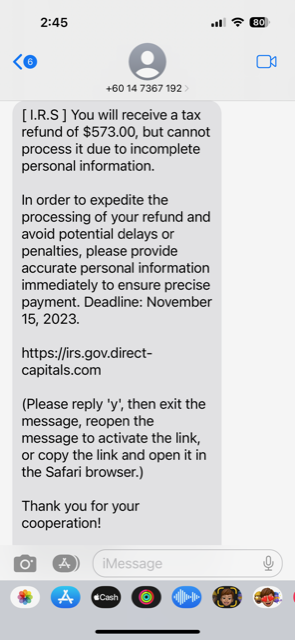 2:45
80
6
+60 14 7367 192 >
[ I.R.S ] You will receive a tax
refund of $573.00, but cannot
process it due to incomplete
personal information.
In order to expedite the
processing of your refund and
avoid potential delays or
penalties, please provide
accurate personal information
immediately to ensure precise
payment. Deadline: November
15, 2023.
https://irs.gov.direct-
capitals.com
(Please reply 'y', then exit the
message, reopen the
message to activate the link,
or copy the link and open it in
the Safari browser.)
Thank you for your
cooperation!
iMessage
Cash